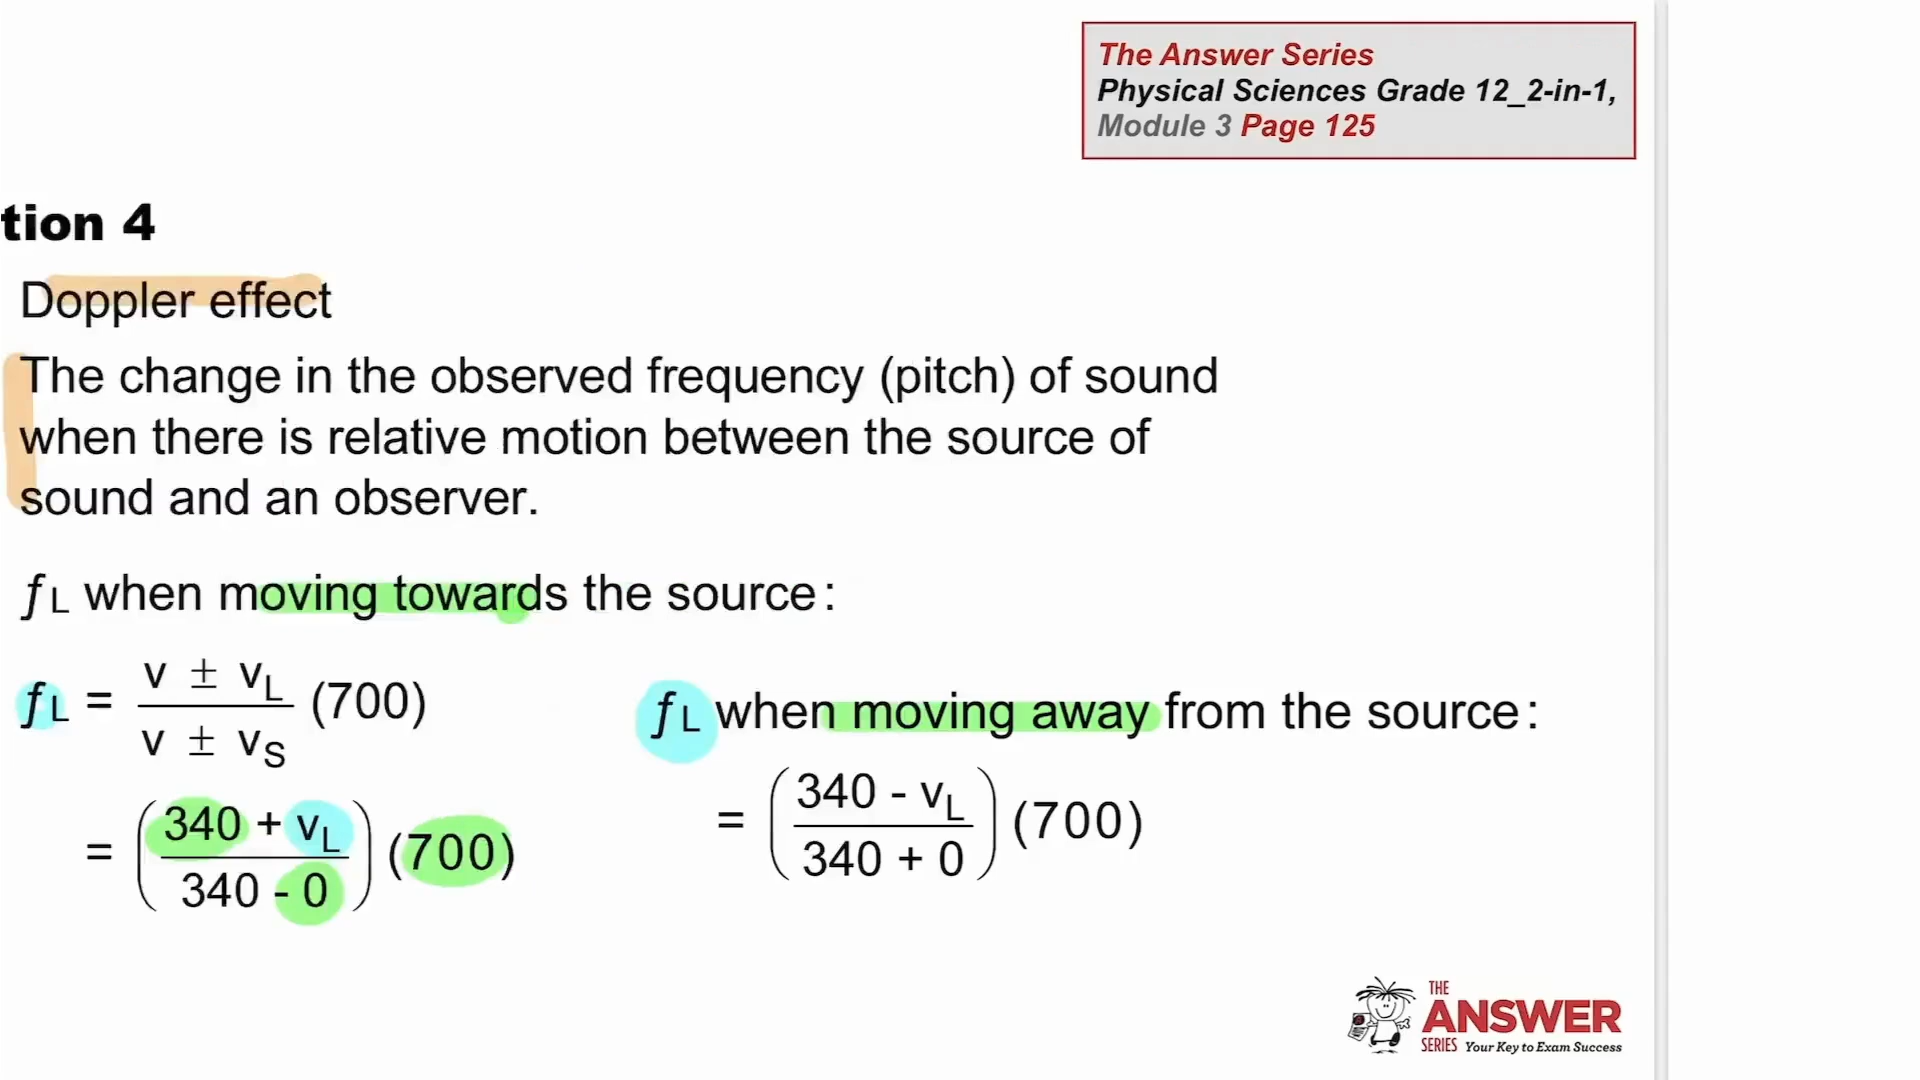 The Answer Series
Physical Sciences Grade 12_2-in-1,
Module 3 Page 125
tion 4
Doppler effect
The change in the observed frequency (pitch) of sound
when there is relative motion between the source of
sound and an observer.
ƒL when moving towards the source:
ƒL = (v ± vL)/(v ± vS) (700)
= ((340 + vL)/(340 - 0)) (700)
ƒL when moving away from the source:
= ((340 - vL)/(340 + 0)) (700)
THE
ANSWER
SERIES Your Key to Exam Success